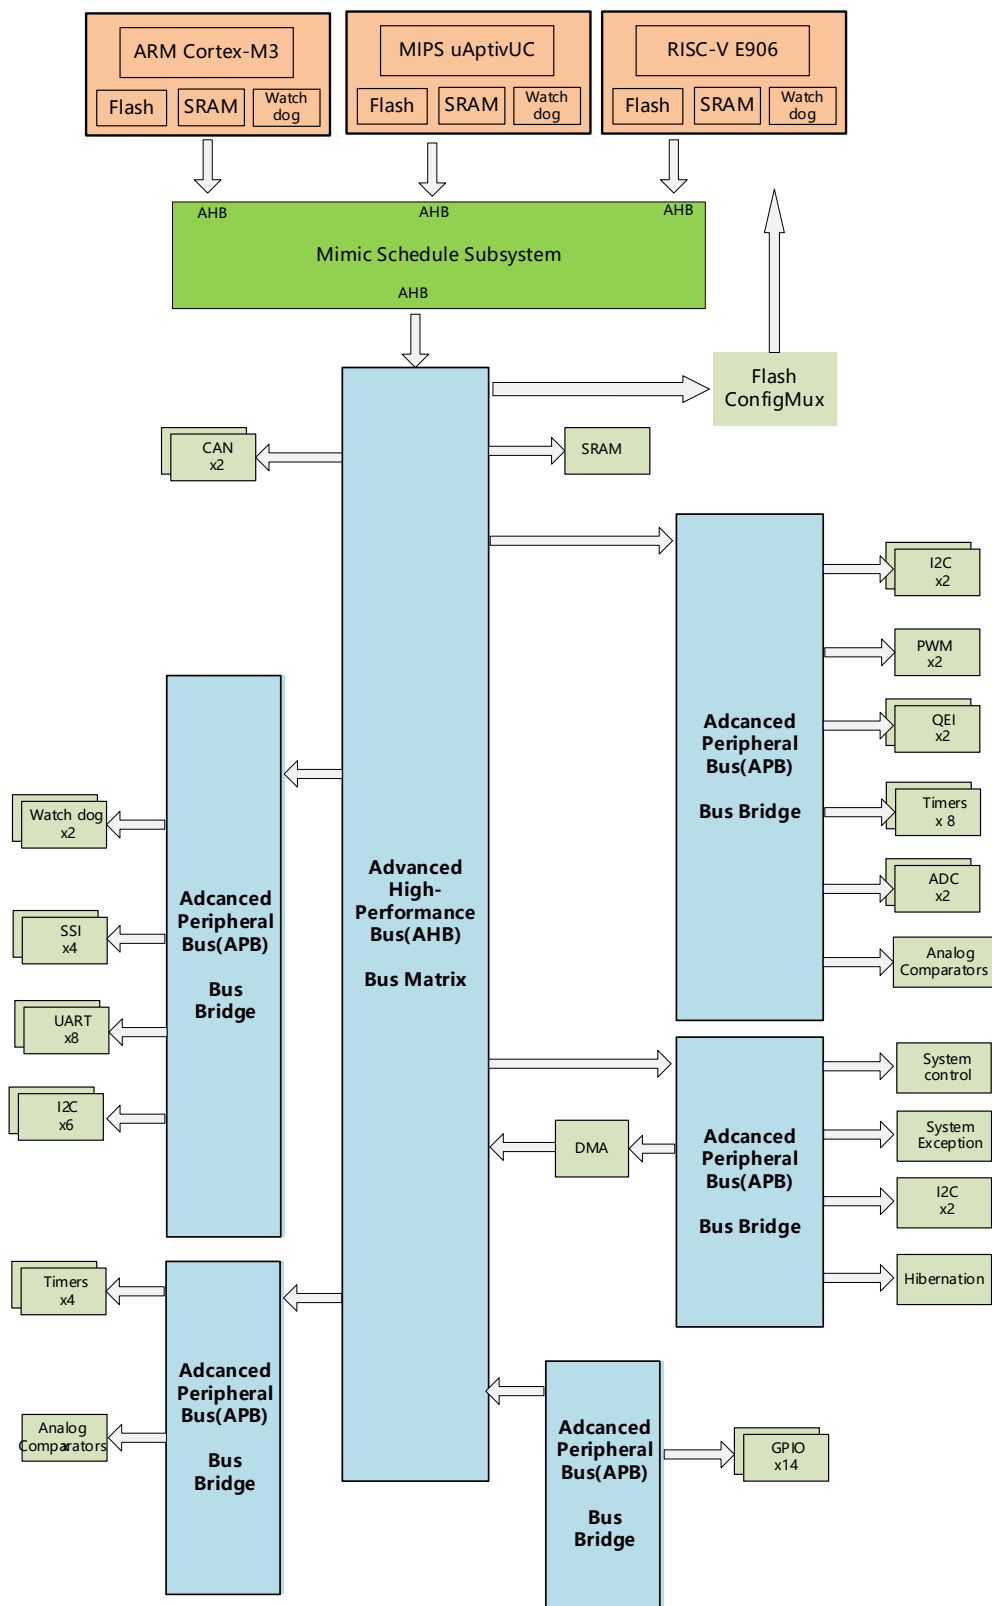 ARM Cortex-M3
Flash
SRAM
Watch
dog
MIPS uAptivUC
Flash
SRAM
Watch
dog
RISC-V E906
Flash
SRAM
Watch
dog
AHB
AHB
AHB
Mimic Schedule Subsystem
AHB
Flash
ConfigMux
CAN
x2
SRAM
Advanced
High-
Performance
Bus(AHB)
Bus Matrix
Adcanced
Peripheral
Bus(APB)
Bus Bridge
I2C
x2
PWM
x2
QEI
x2
Timers
x 8
ADC
x2
Analog
Comparators
Adcanced
Peripheral
Bus(APB)
Bus
Bridge
Watch dog
x2
SSI
x4
UART
x8
I2C
x6
DMA
Adcanced
Peripheral
Bus(APB)
Bus Bridge
System
control
System
Exception
I2C
x2
Hibernation
Timers
x4
Analog
Comparators
Adcanced
Peripheral
Bus(APB)
Bus
Bridge
Adcanced
Peripheral
Bus(APB)
Bus
Bridge
GPIO
x14